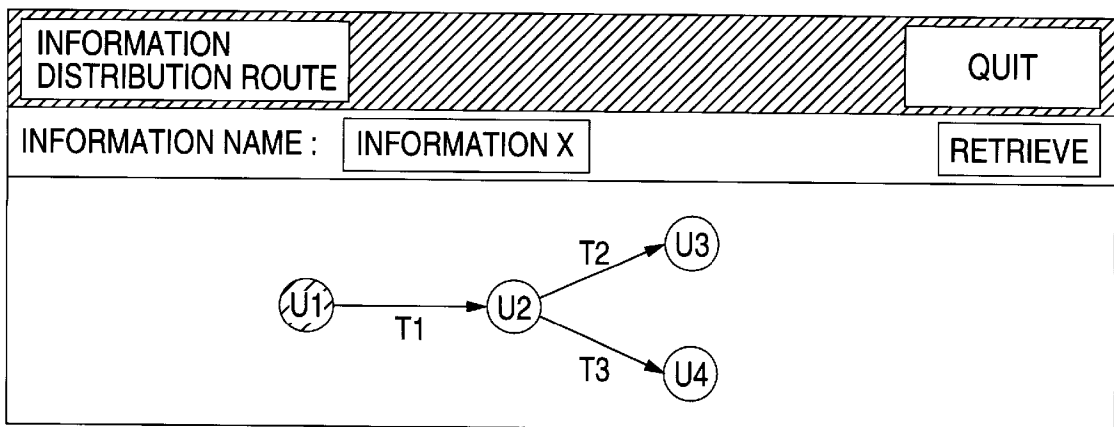 INFORMATION
DISTRIBUTION ROUTE
QUIT
INFORMATION NAME : INFORMATION X
RETRIEVE
U1
T1
U2
T2
U3
T3
U4